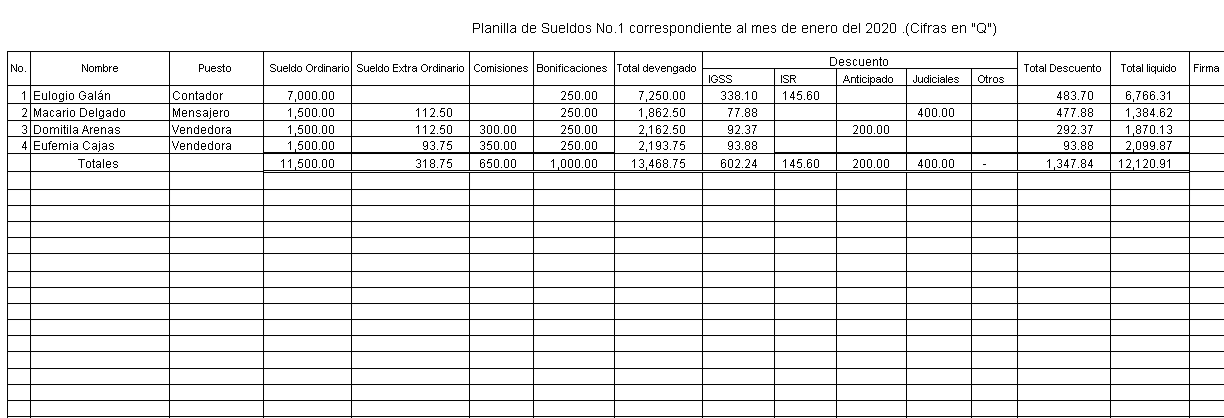 Planilla de Sueldos No.1 correspondiente al mes de enero del 2020 .(Cifras en "Q")
No. Nombre Puesto Sueldo Ordinario Sueldo Extra Ordinario Comisiones Bonificaciones Total devengado Descuento Total Descuento Total liquido Firma
IGSS ISR Anticipado Judiciales Otros
1 Eulogio Galán Contador 7,000.00 250.00 7,250.00 338.10 145.60 483.70 6,766.31
2 Macario Delgado Mensajero 1,500.00 112.50 250.00 1,862.50 77.88 400.00 477.88 1,384.62
3 Domitila Arenas Vendedora 1,500.00 112.50 300.00 250.00 2,162.50 92.37 200.00 292.37 1,870.13
4 Eufemia Cajas Vendedora 1,500.00 93.75 350.00 250.00 2,193.75 93.88 93.88 2,099.87
Totales 11,500.00 318.75 650.00 1,000.00 13,468.75 602.24 145.60 200.00 400.00 - 1,347.84 12,120.91